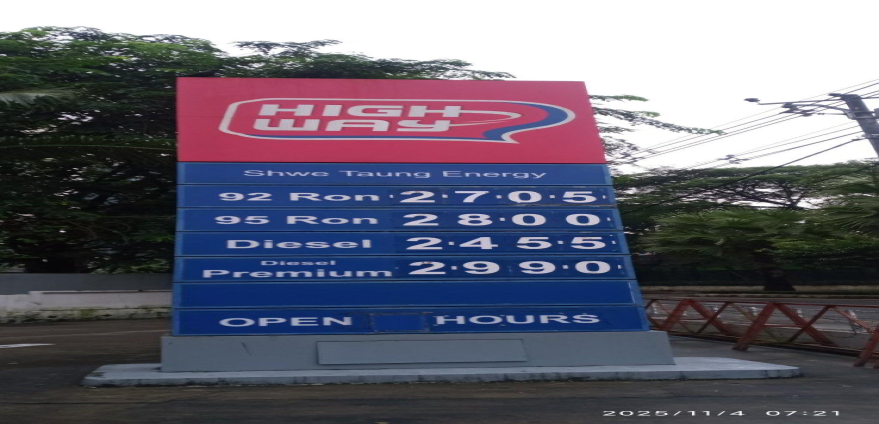 HIGH
WAY
Shwe Taung Energy
92 Ron 2705
95 Ron 2800
Diesel 2455
Diesel
Premium 2990
OPEN HOURS
2025/11/4 07:21